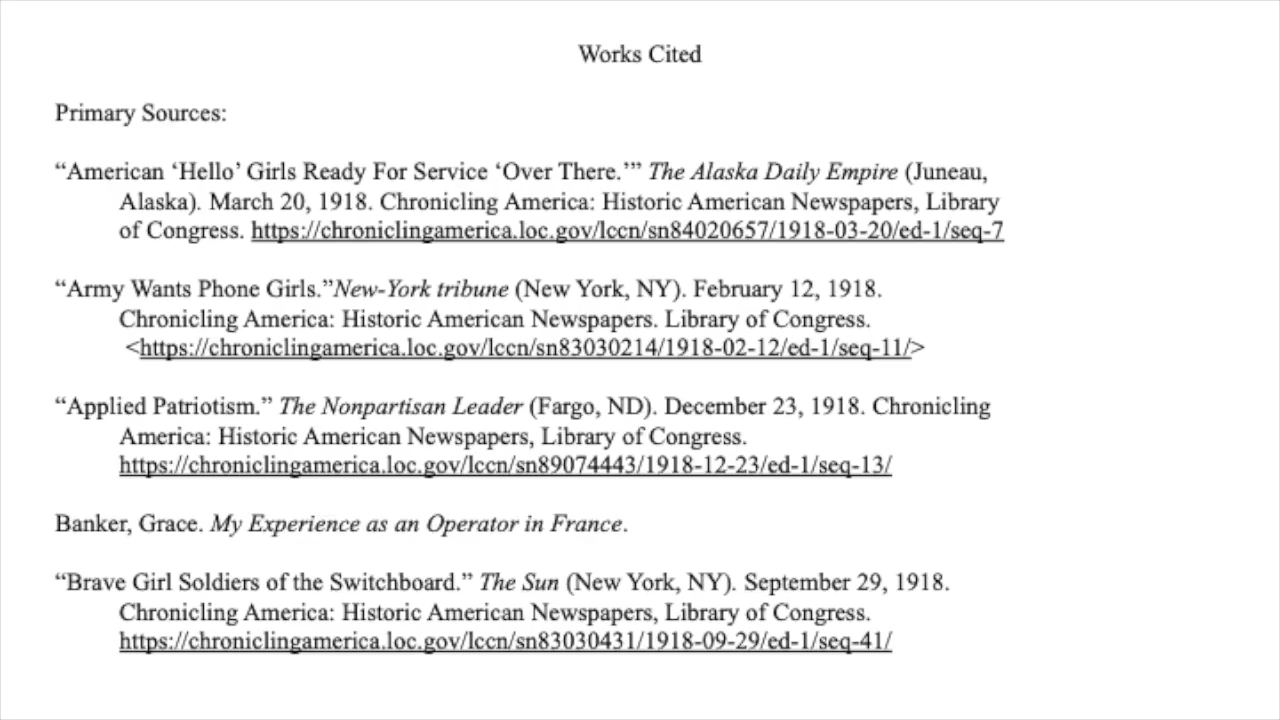 Works Cited
Primary Sources:
“American ‘Hello’ Girls Ready For Service ‘Over There.’” The Alaska Daily Empire (Juneau,
Alaska). March 20, 1918. Chronicling America: Historic American Newspapers, Library
of Congress. https://chroniclingamerica.loc.gov/lccn/sn84020657/1918-03-20/ed-1/seq-7
“Army Wants Phone Girls.”New-York tribune (New York, NY). February 12, 1918.
Chronicling America: Historic American Newspapers. Library of Congress.
<https://chroniclingamerica.loc.gov/lccn/sn83030214/1918-02-12/ed-1/seq-11/>
“Applied Patriotism.” The Nonpartisan Leader (Fargo, ND). December 23, 1918. Chronicling
America: Historic American Newspapers, Library of Congress.
https://chroniclingamerica.loc.gov/lccn/sn89074443/1918-12-23/ed-1/seq-13/
Banker, Grace. My Experience as an Operator in France.
“Brave Girl Soldiers of the Switchboard.” The Sun (New York, NY). September 29, 1918.
Chronicling America: Historic American Newspapers, Library of Congress.
https://chroniclingamerica.loc.gov/lccn/sn83030431/1918-09-29/ed-1/seq-41/